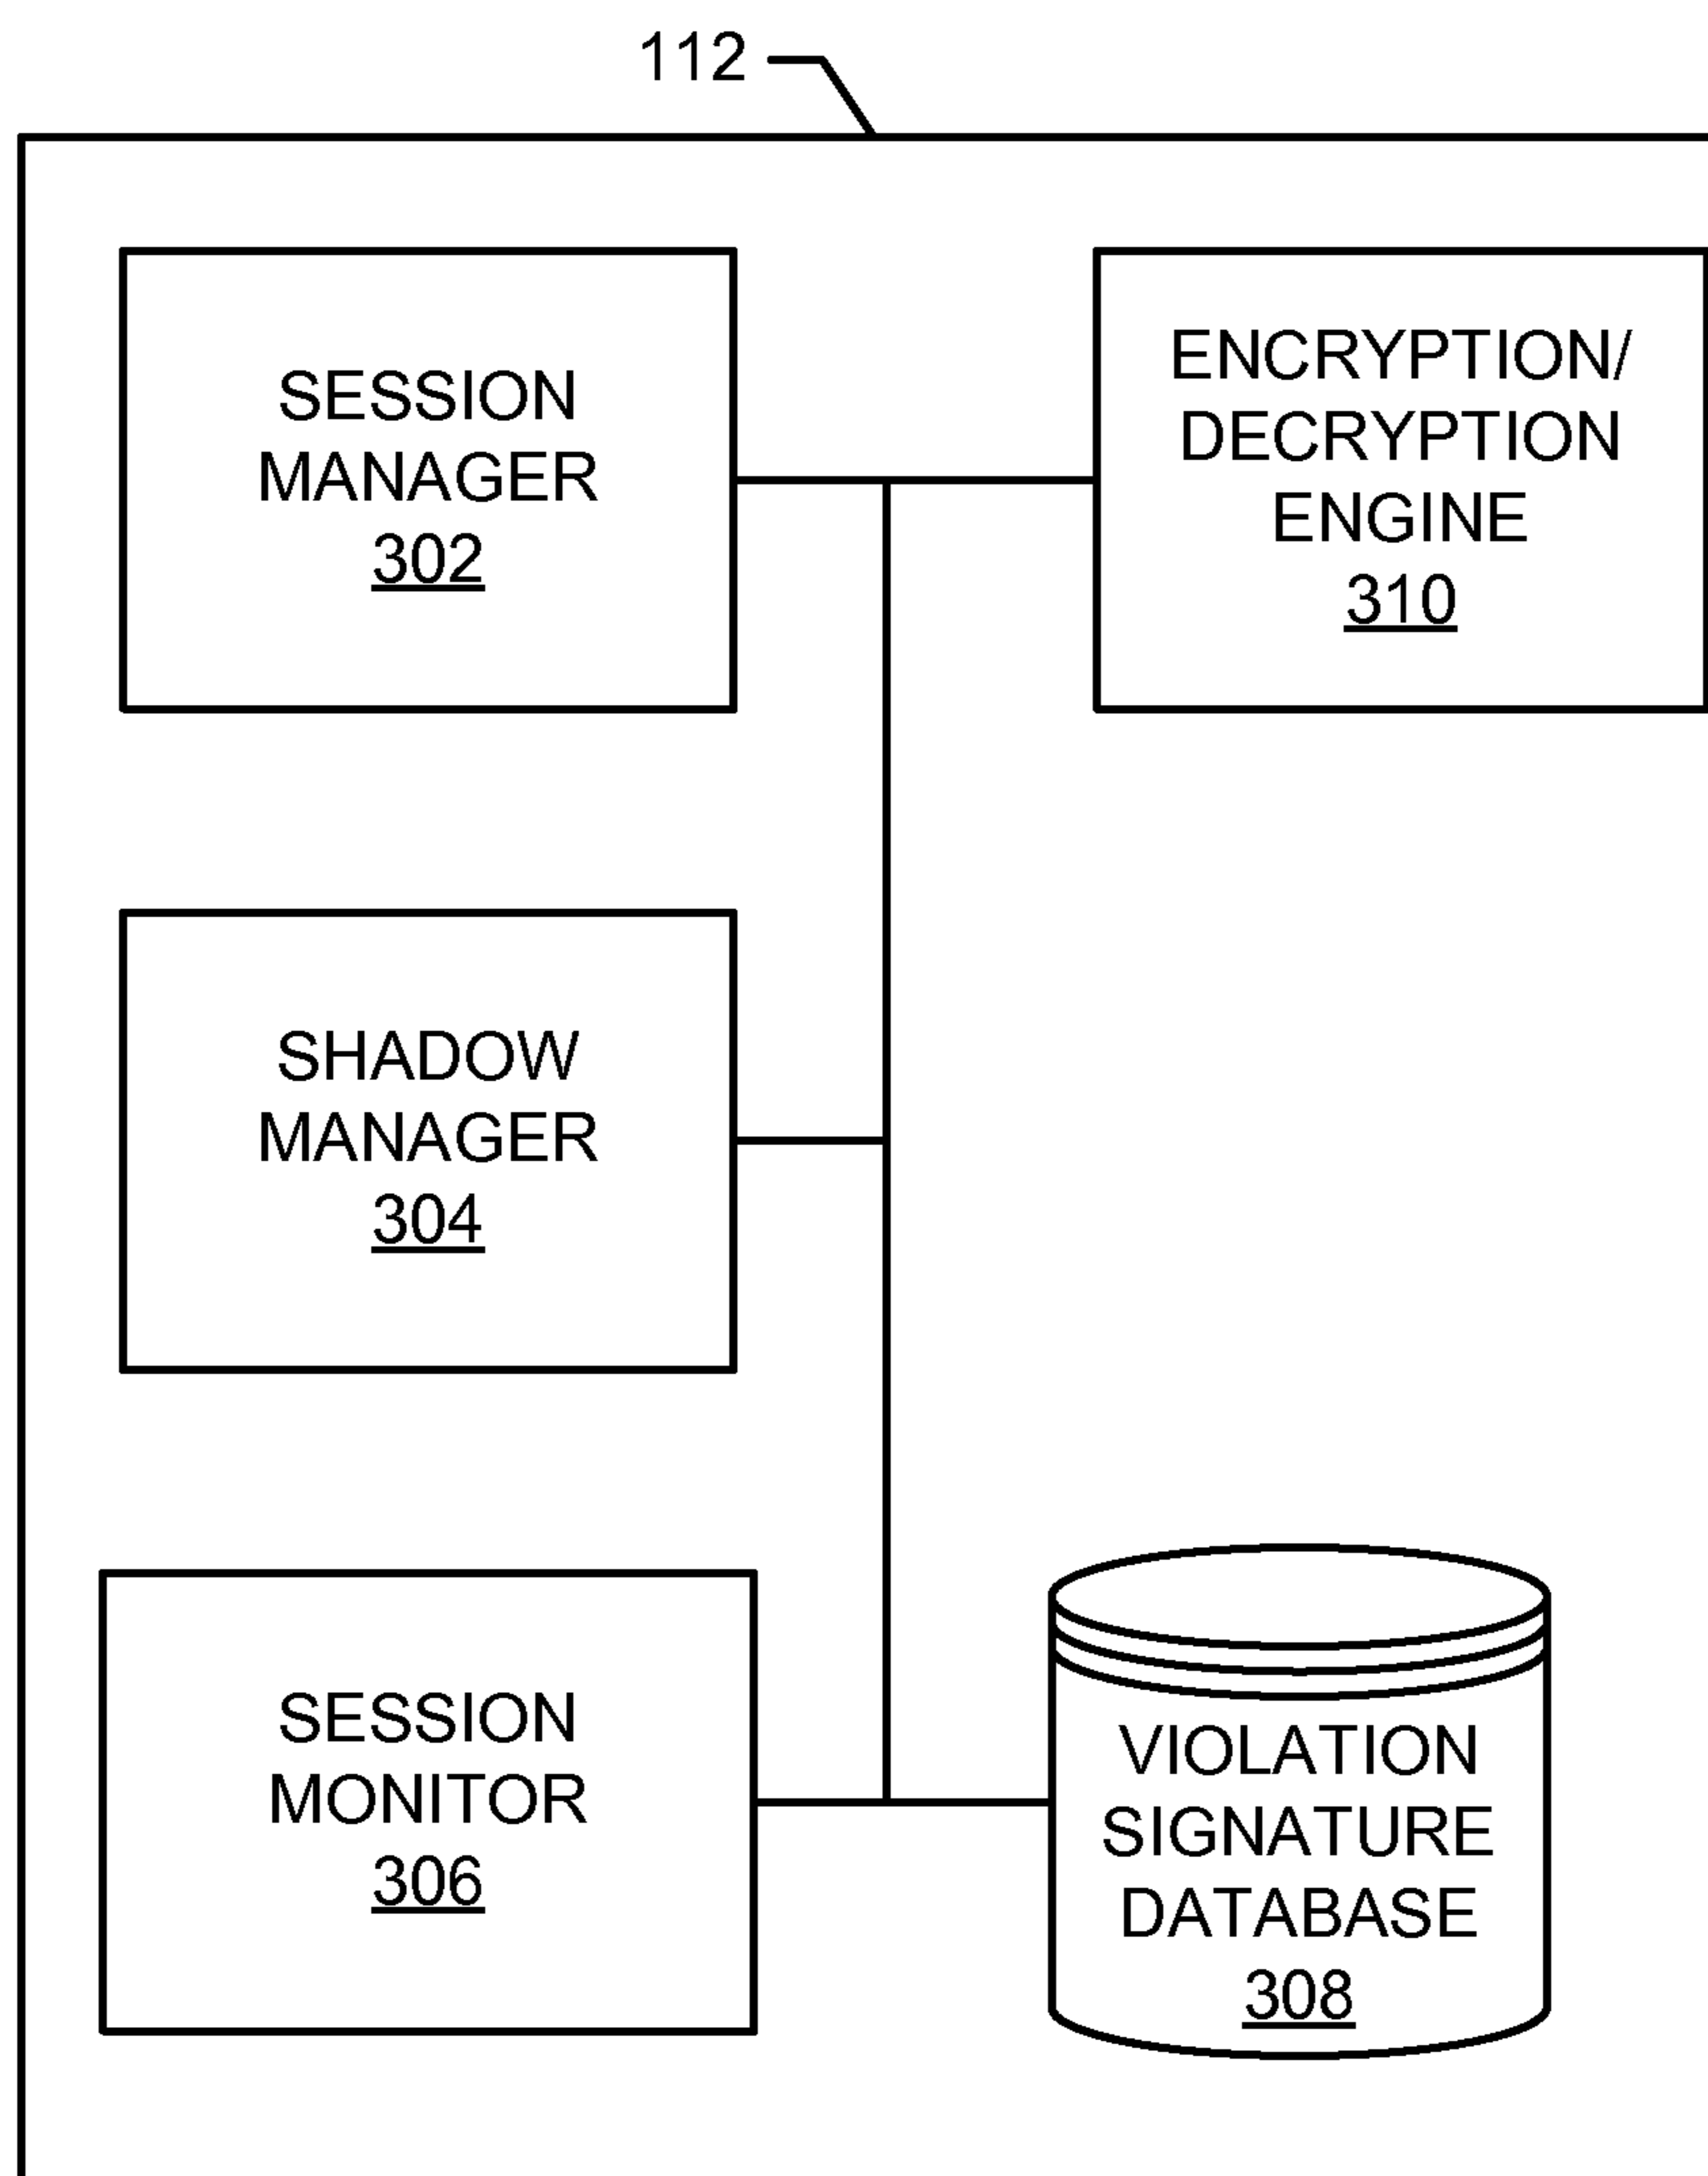 112
SESSION
MANAGER
302
ENCRYPTION/
DECRYPTION
ENGINE
310
SHADOW
MANAGER
304
SESSION
MONITOR
306
VIOLATION
SIGNATURE
DATABASE
308